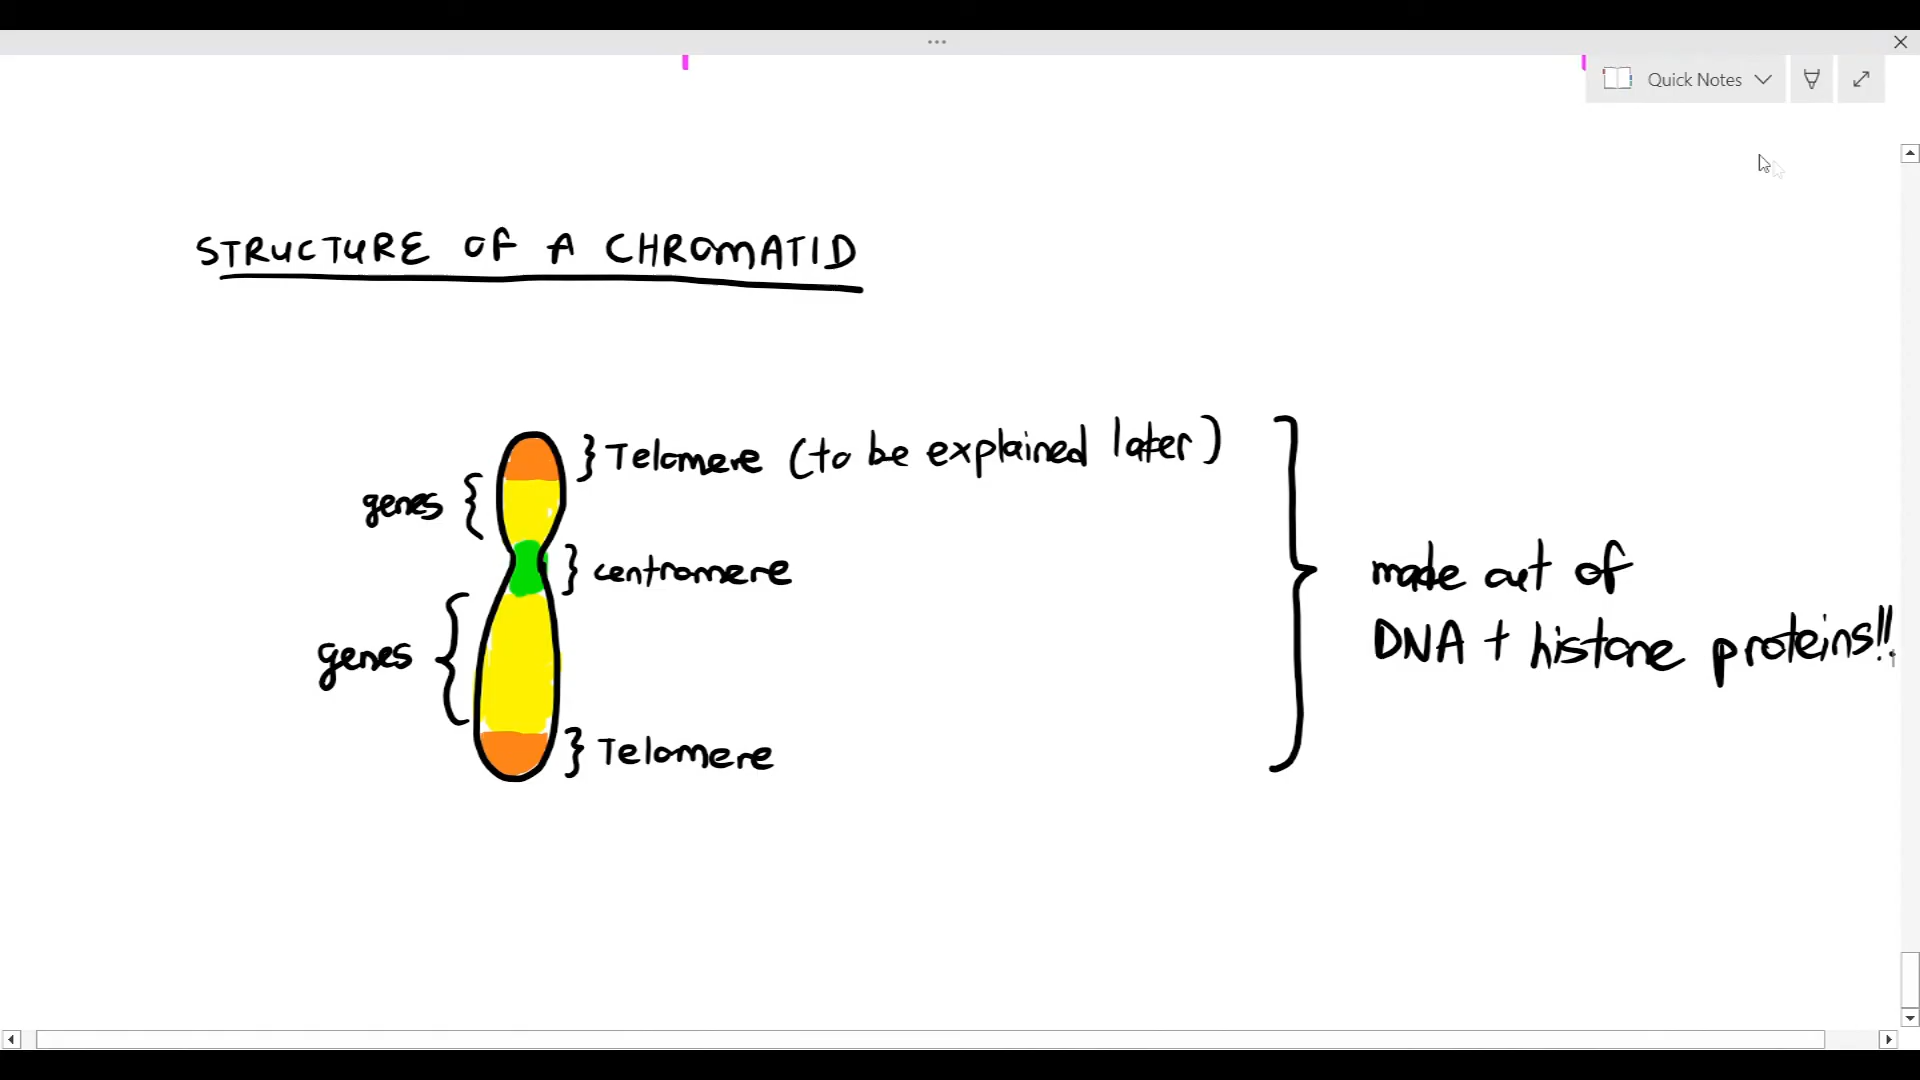 ...
Quick Notes
STRUCTURE OF A CHROMATID
Telomere (to be explained later)
genes
centromere
made out of
DNA + histone proteins!!
genes
Telomere